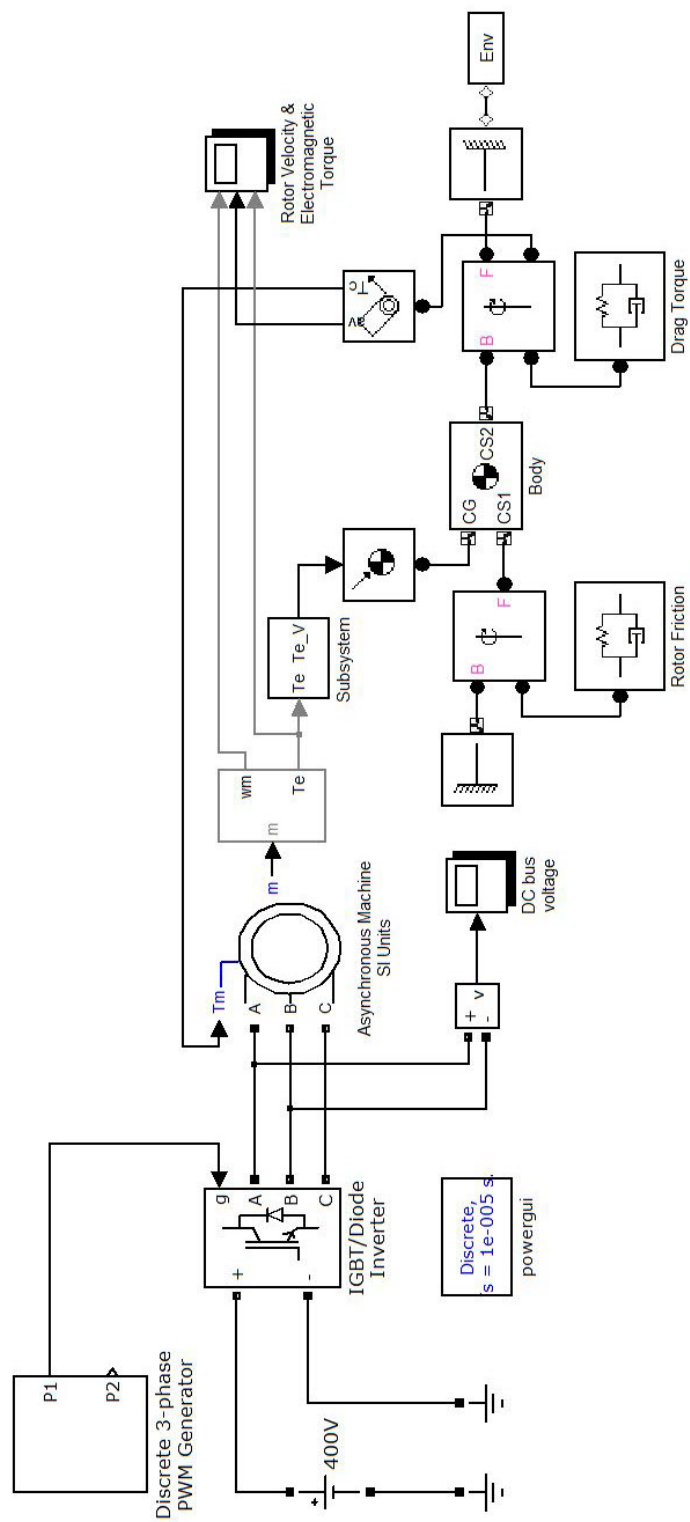 P1
P2
Discrete 3-phase
PWM Generator
400V
+
-
g
A
B
C
IGBT/Diode
Inverter
Discrete,
s = 1e-005 s.
powergui
Tm
A
B
C
m
Asynchronous Machine
SI Units
+
-
v
DC bus
voltage
m
wm
Te
Te Te_V
Subsystem
Rotor Velocity &
Electromagnetic
Torque
B
F
Rotor Friction
CG
CS1
CS2
Body
av
Tc
B
F
Drag Torque
Env